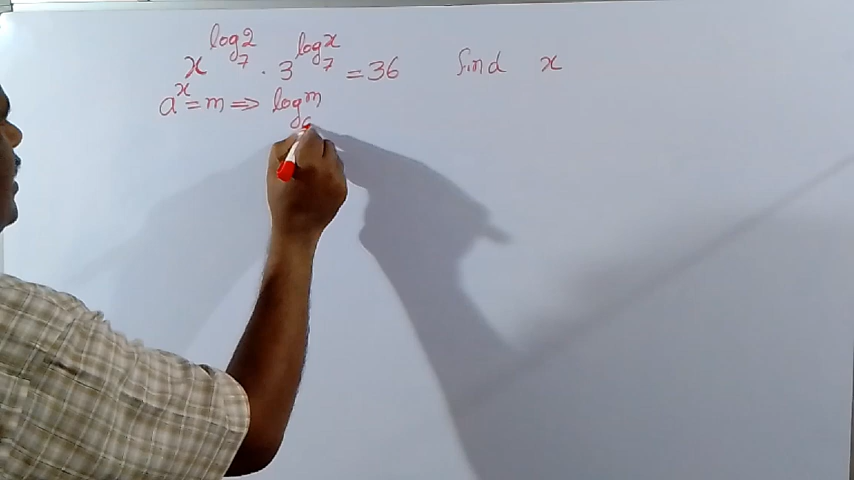 x^{log_7 2} · 3^{log_7 x} = 36 find x
a^x = m ⇒ log_a m